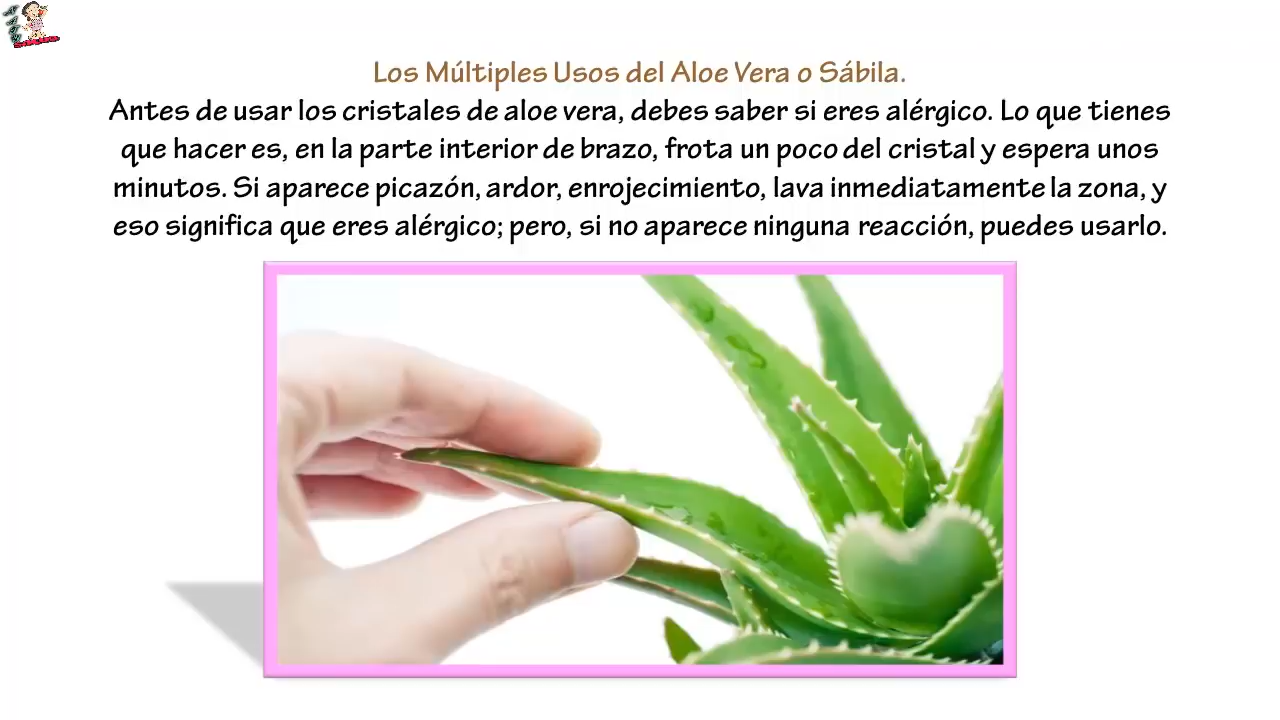 Los Múltiples Usos del Aloe Vera o Sábila.
Antes de usar los cristales de aloe vera, debes saber si eres alérgico. Lo que tienes
que hacer es, en la parte interior de brazo, frota un poco del cristal y espera unos
minutos. Si aparece picazón, ardor, enrojecimiento, lava inmediatamente la zona, y
eso significa que eres alérgico; pero, si no aparece ninguna reacción, puedes usarlo.